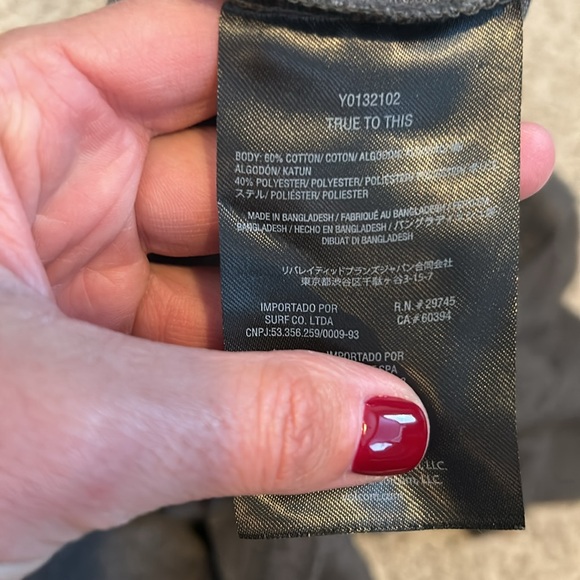 Y0132102
TRUE TO THIS
BODY: 60% COTTON/ COTON/ ALGODÓN/
ALGODÓN/ KATUN
40% POLYESTER/ POLYESTER/ POLIÉSTER/
ステル/ POLIÉSTER/ POLIESTER
MADE IN BANGLADESH / FABRIQUÉ AU BANGLADESH /
BANGLADESH / HECHO EN BANGLADESH / バングラデ
DIBUAT DI BANGLADESH
リバレイティッドブランズジャパン合同会社
東京都渋谷区千駄ヶ谷3-15-7
IMPORTADO POR
SURF CO. LTDA
CNPJ:53.356.259/0009-93
R.N. # 29745
CA # 60394
IMPORTADO POR
SPA
LLC.
LLC.